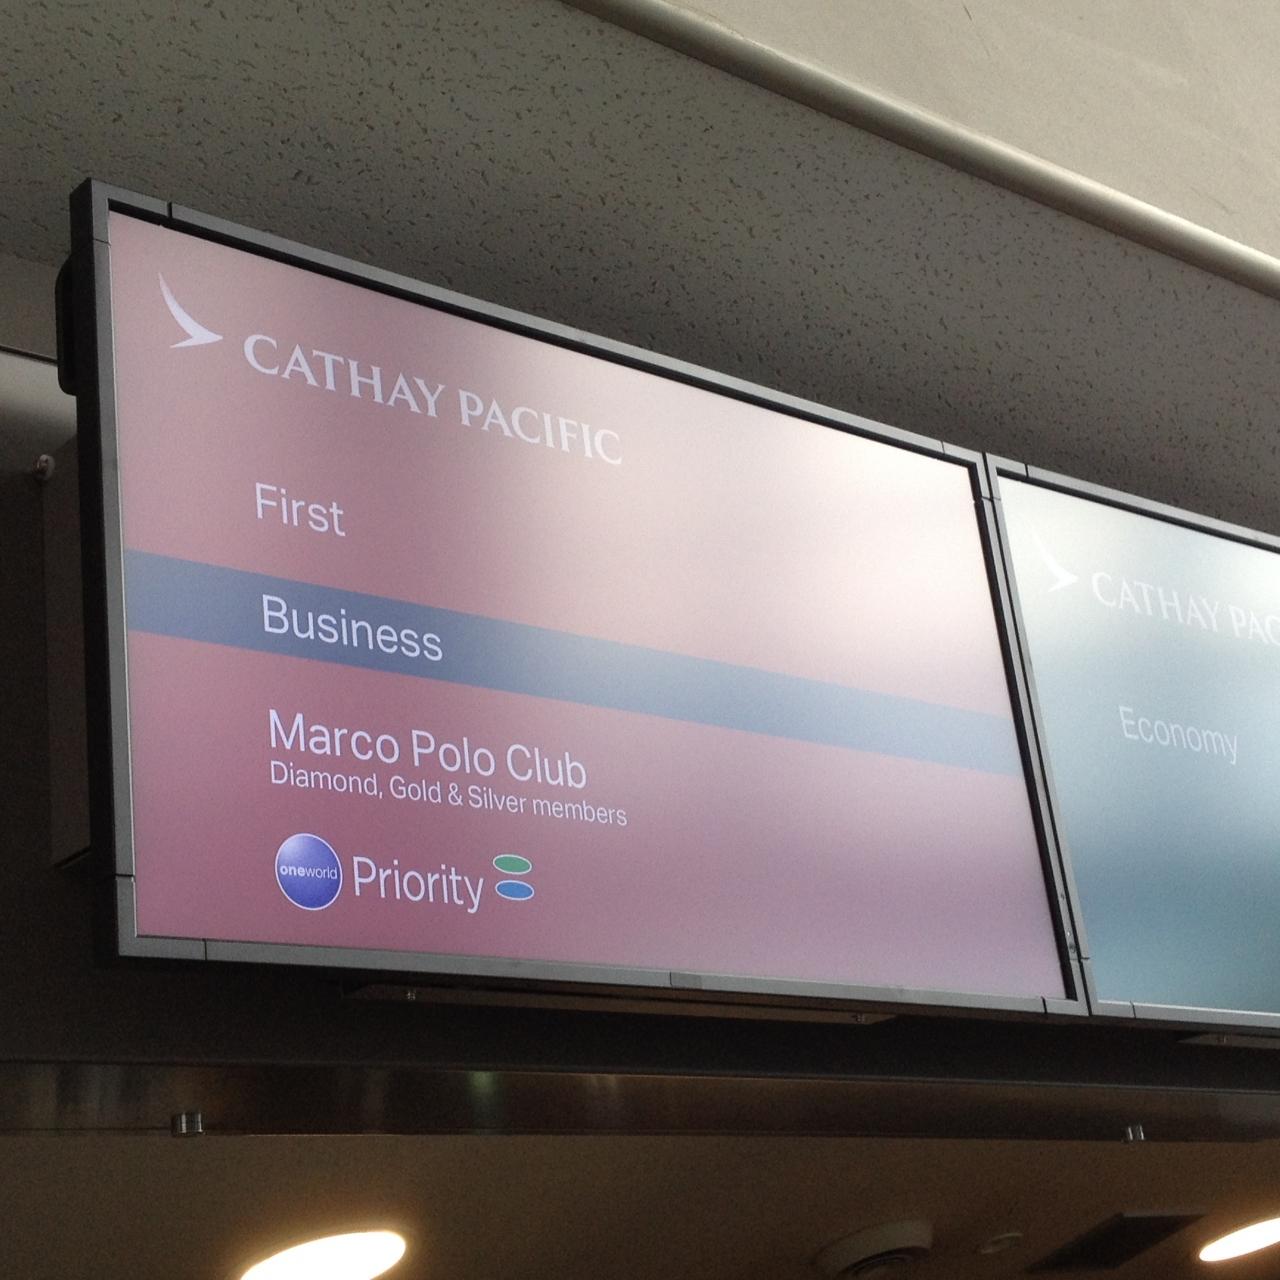 CATHAY PACIFIC
First
Business
Marco Polo Club
Diamond, Gold & Silver members
oneworld Priority
CATHAY PAC
Economy